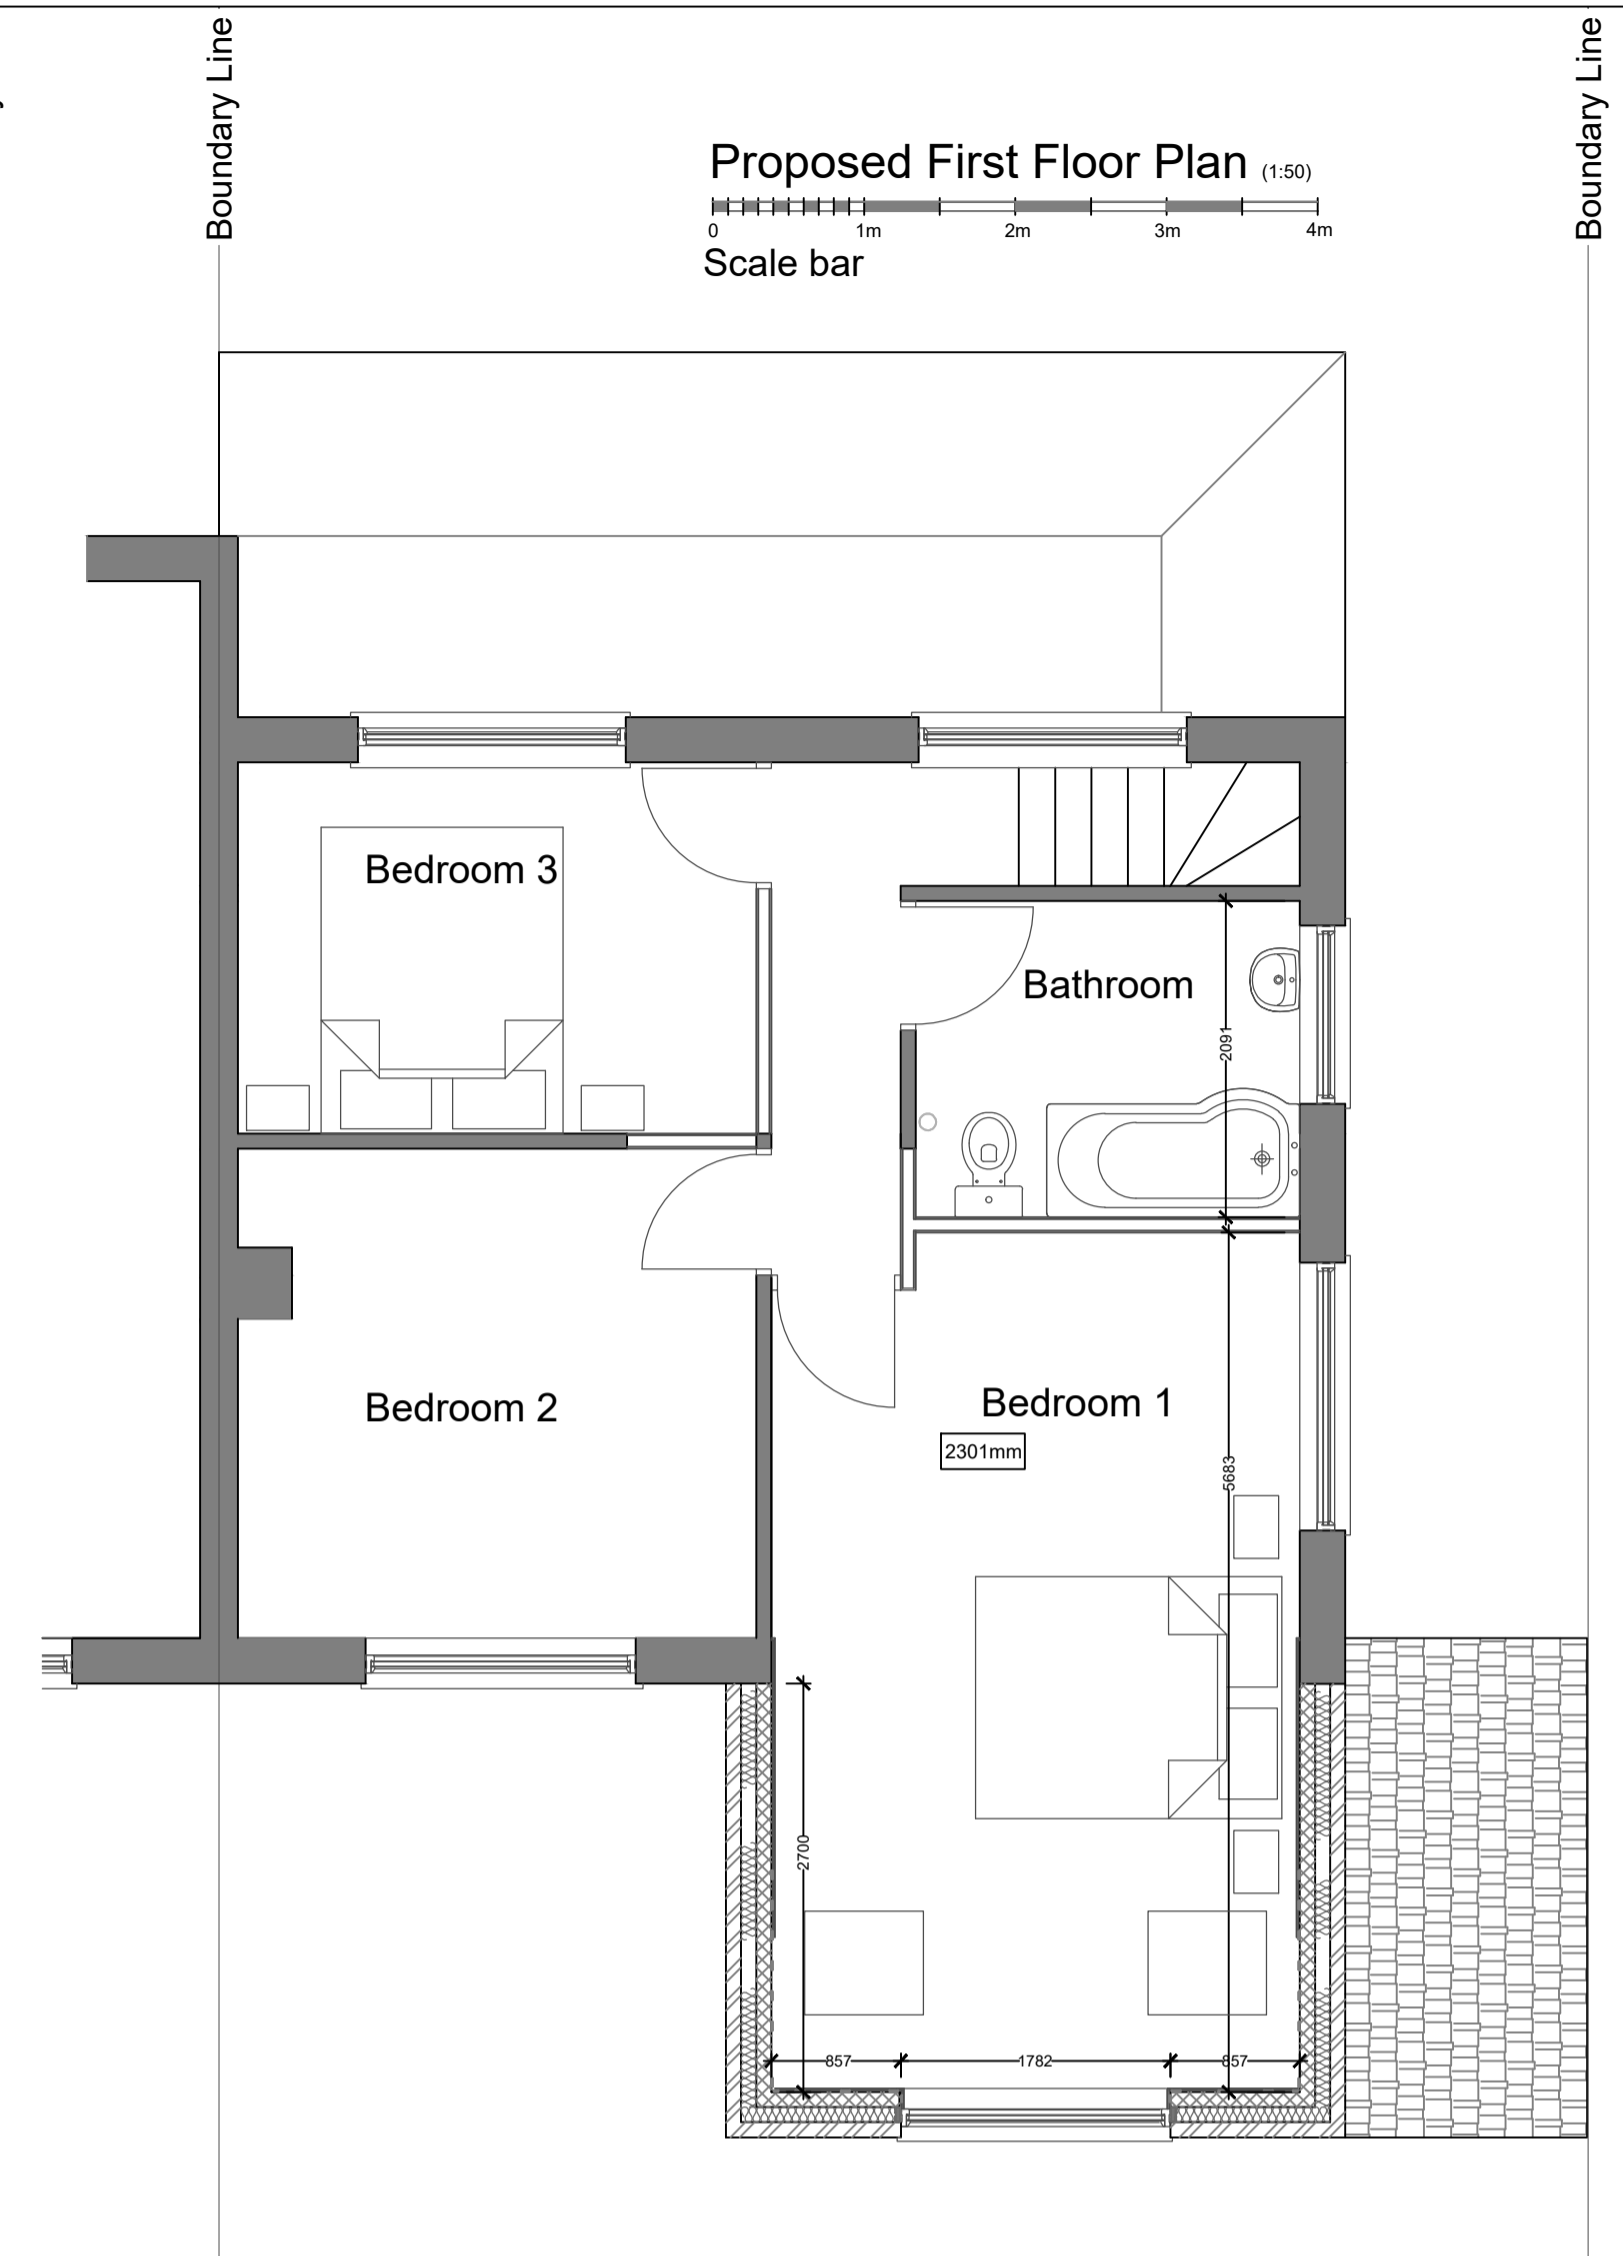 Boundary Line
Boundary Line
Proposed First Floor Plan (1:50)
0 1m 2m 3m 4m
Scale bar
Bedroom 3
Bathroom
2091
Bedroom 2
Bedroom 1
2301mm
5683
2700
857 1782 857